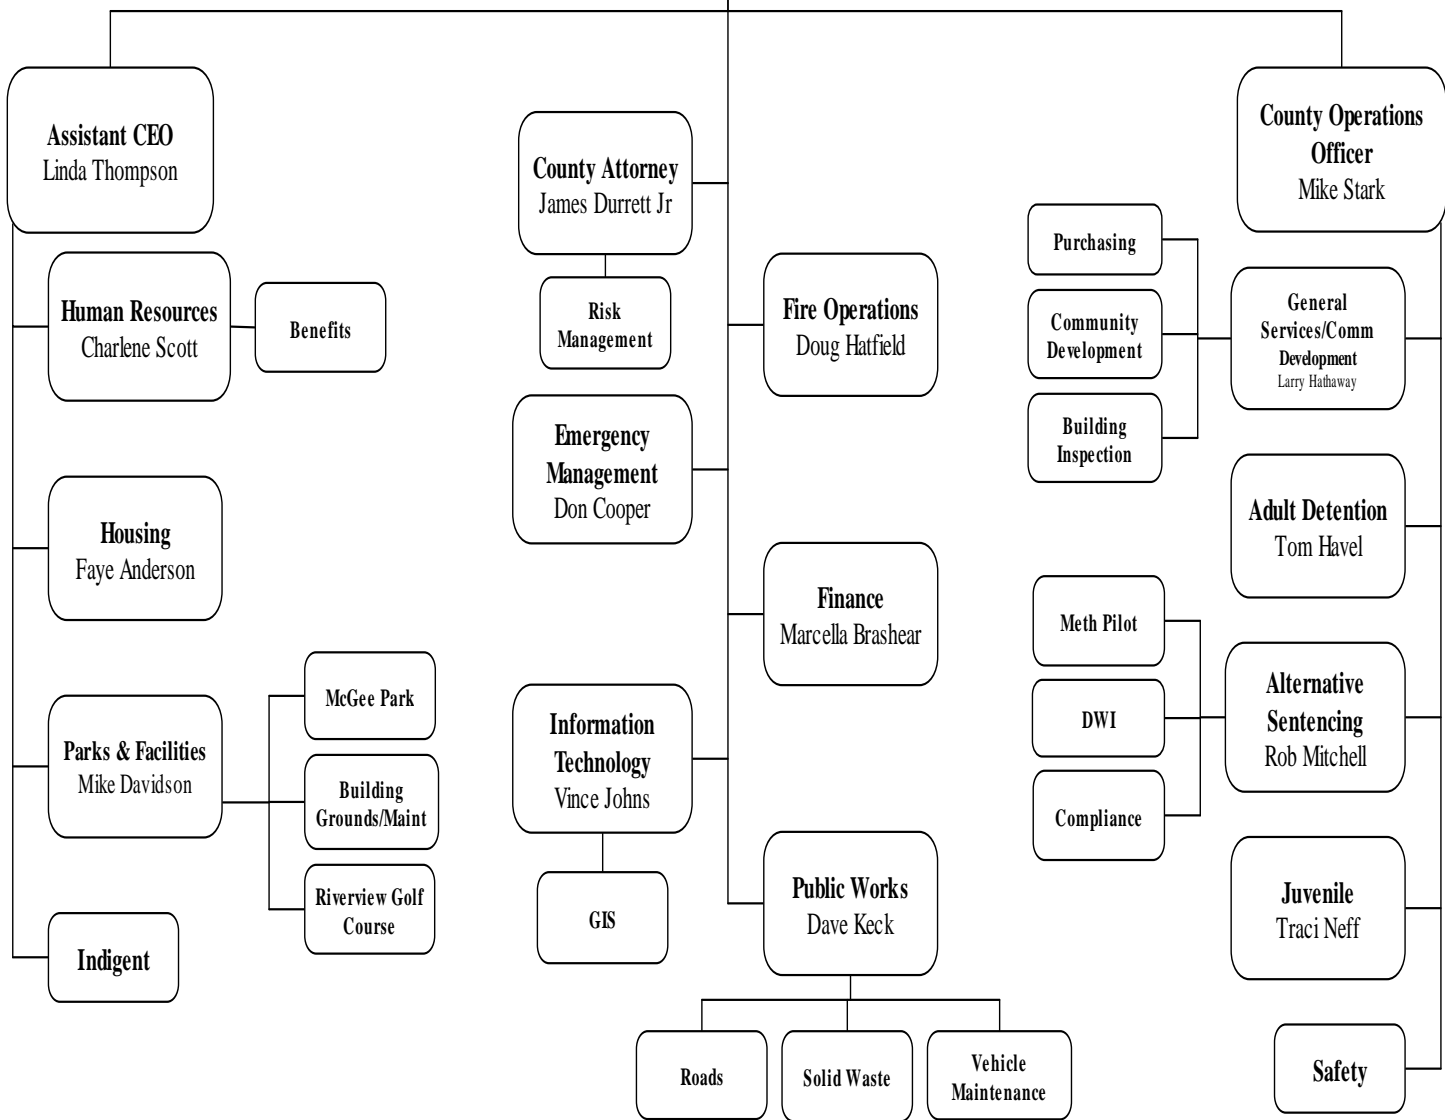 Assistant CEO
Linda Thompson
Human Resources
Charlene Scott
Benefits
Housing
Faye Anderson
Parks & Facilities
Mike Davidson
McGee Park
Building
Grounds/Maint
Riverview Golf
Course
Indigent
County Attorney
James Durrett Jr
Risk
Management
Fire Operations
Doug Hatfield
Emergency
Management
Don Cooper
Finance
Marcella Brashear
Information
Technology
Vince Johns
GIS
Public Works
Dave Keck
Roads
Solid Waste
Vehicle
Maintenance
County Operations
Officer
Mike Stark
Purchasing
Community
Development
Building
Inspection
General
Services/Comm
Development
Larry Hathaway
Adult Detention
Tom Havel
Meth Pilot
DWI
Compliance
Alternative
Sentencing
Rob Mitchell
Juvenile
Traci Neff
Safety